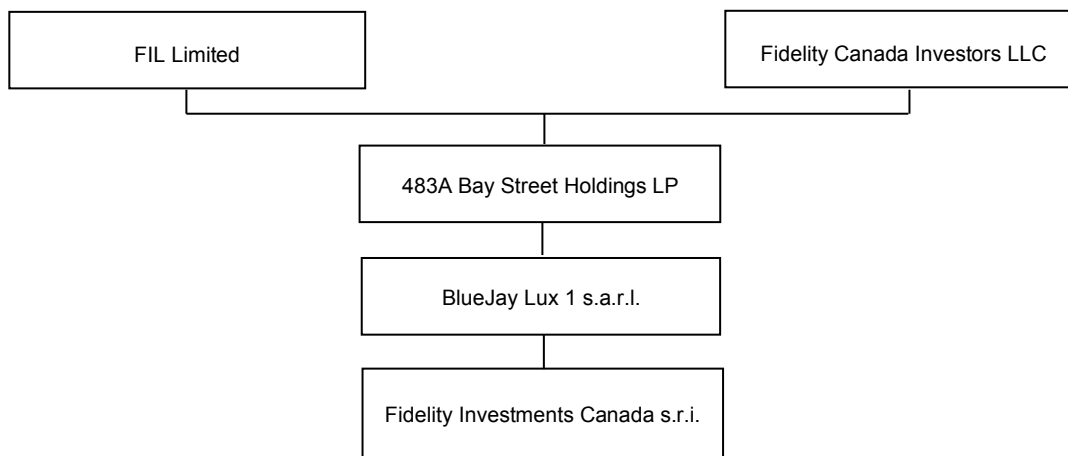 FIL Limited
Fidelity Canada Investors LLC
483A Bay Street Holdings LP
BlueJay Lux 1 s.a.r.l.
Fidelity Investments Canada s.r.i.